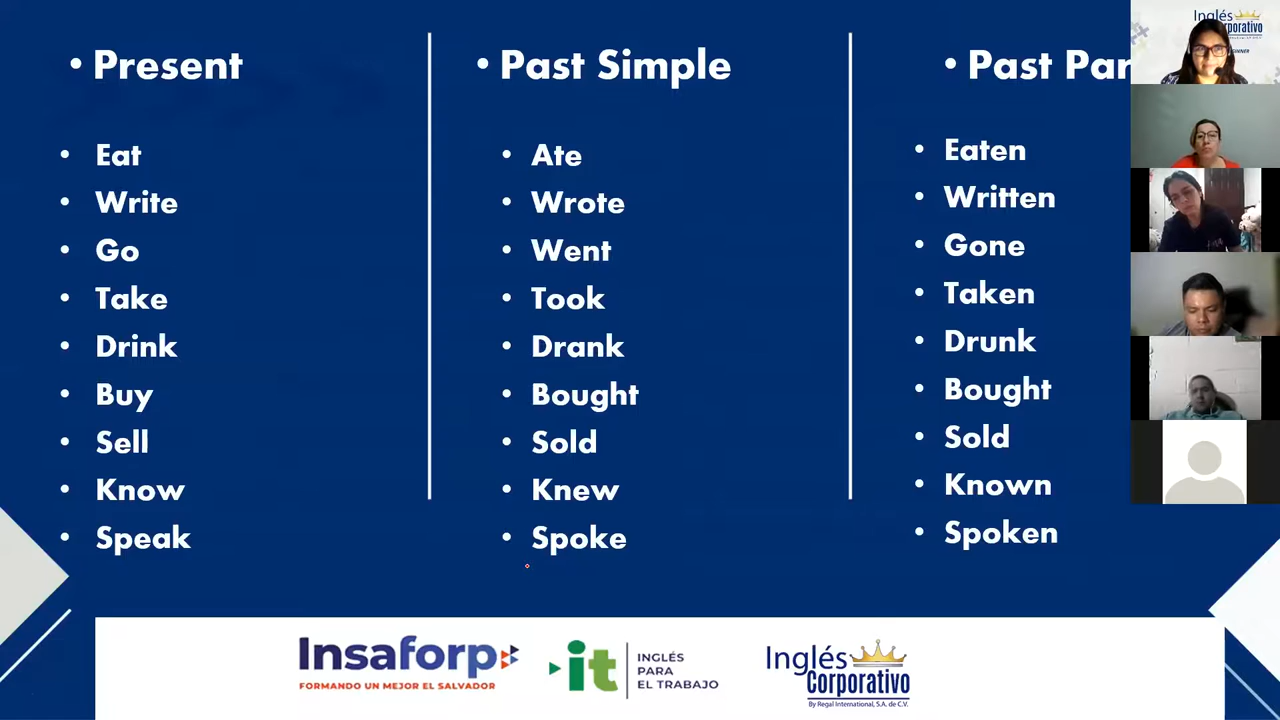 • Present
• Eat
• Write
• Go
• Take
• Drink
• Buy
• Sell
• Know
• Speak
• Past Simple
• Ate
• Wrote
• Went
• Took
• Drank
• Bought
• Sold
• Knew
• Spoke
• Past Par
• Eaten
• Written
• Gone
• Taken
• Drunk
• Bought
• Sold
• Known
• Spoken
Inglés
Insaforp
FORMANDO UN MEJOR EL SALVADOR
it
INGLÉS
PARA
EL TRABAJO
Inglés
Corporativo
By Regal International, S.A. de C.V.